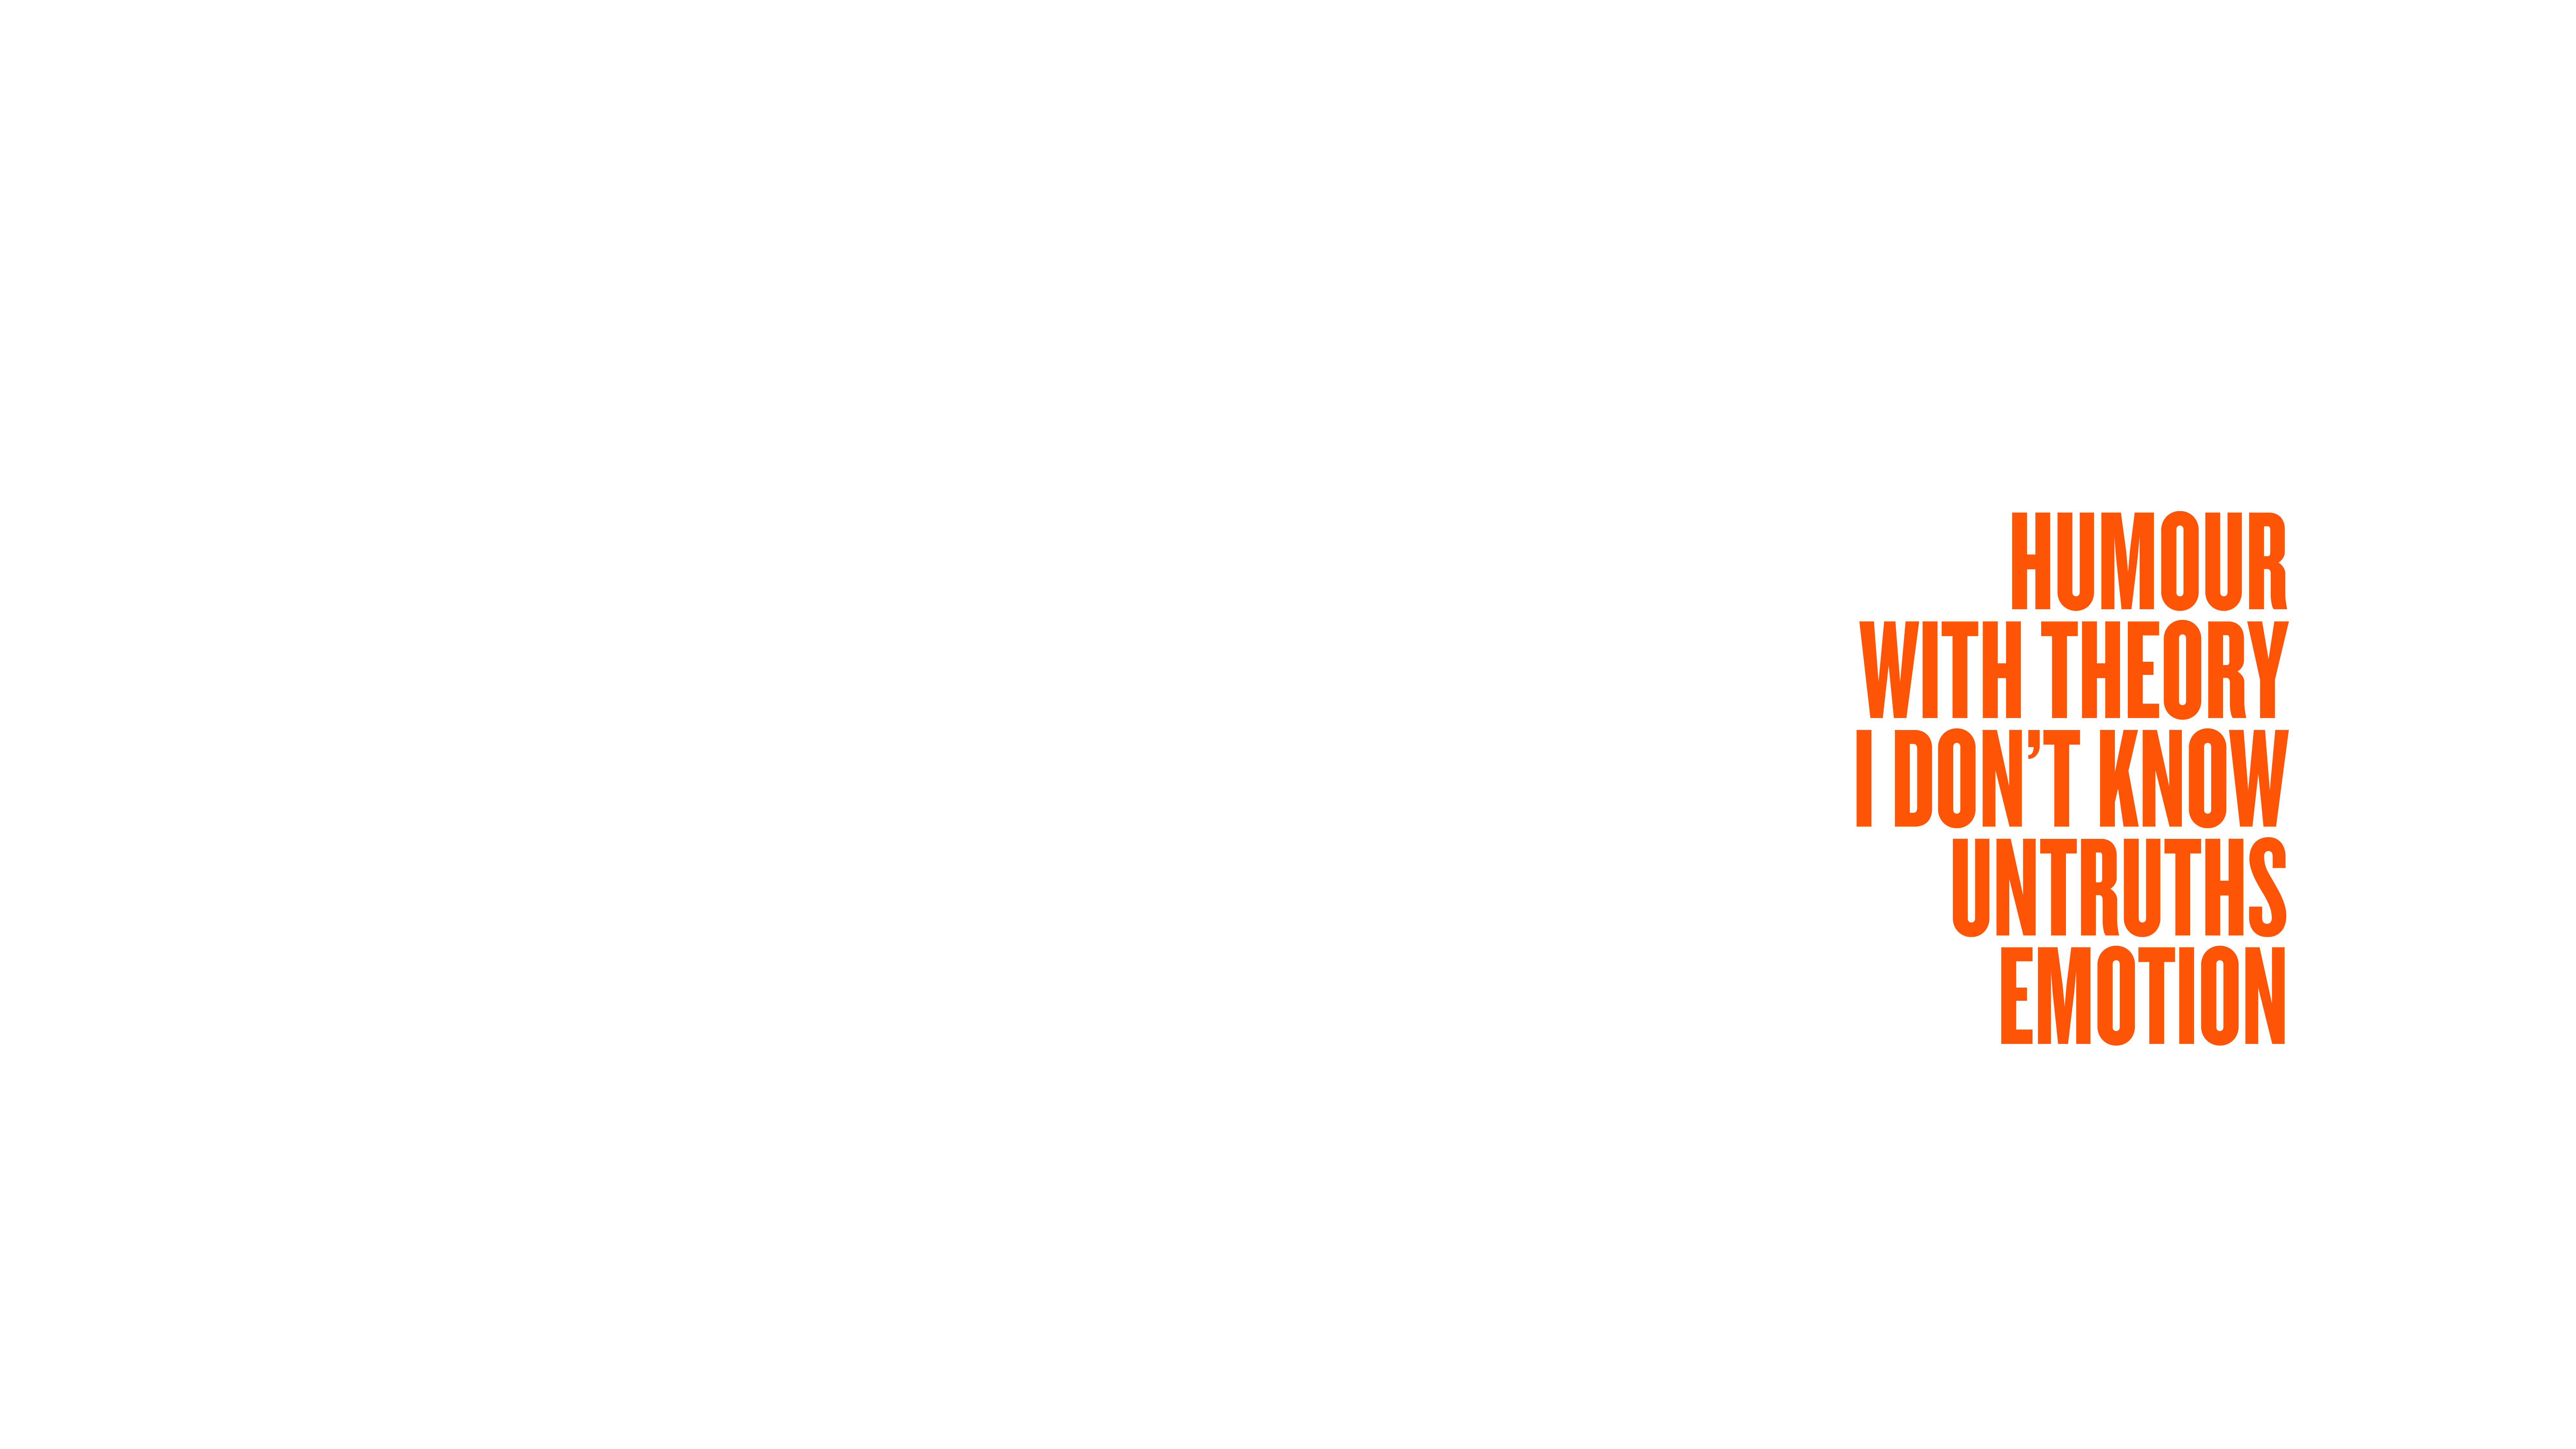 HUMOUR
WITH THEORY
I DON’T KNOW
UNTRUTHS
EMOTION